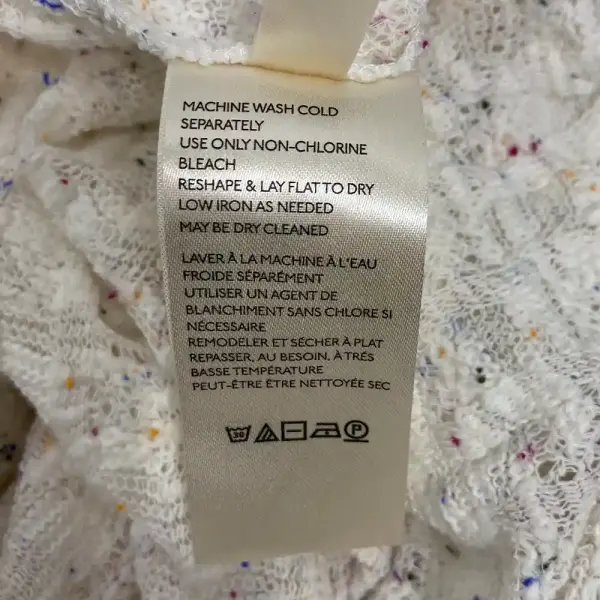 MACHINE WASH COLD
SEPARATELY
USE ONLY NON-CHLORINE
BLEACH
RESHAPE & LAY FLAT TO DRY
LOW IRON AS NEEDED
MAY BE DRY CLEANED
LAVER À LA MACHINE À L'EAU
FROIDE SÉPARÉMENT
UTILISER UN AGENT DE
BLANCHIMENT SANS CHLORE SI
NÉCESSAIRE
REMODELER ET SÉCHER À PLAT
REPASSER, AU BESOIN, À TRÉS
BASSE TEMPÉRATURE
PEUT-ÊTRE ÊTRE NETTOYÉE SEC
30 P